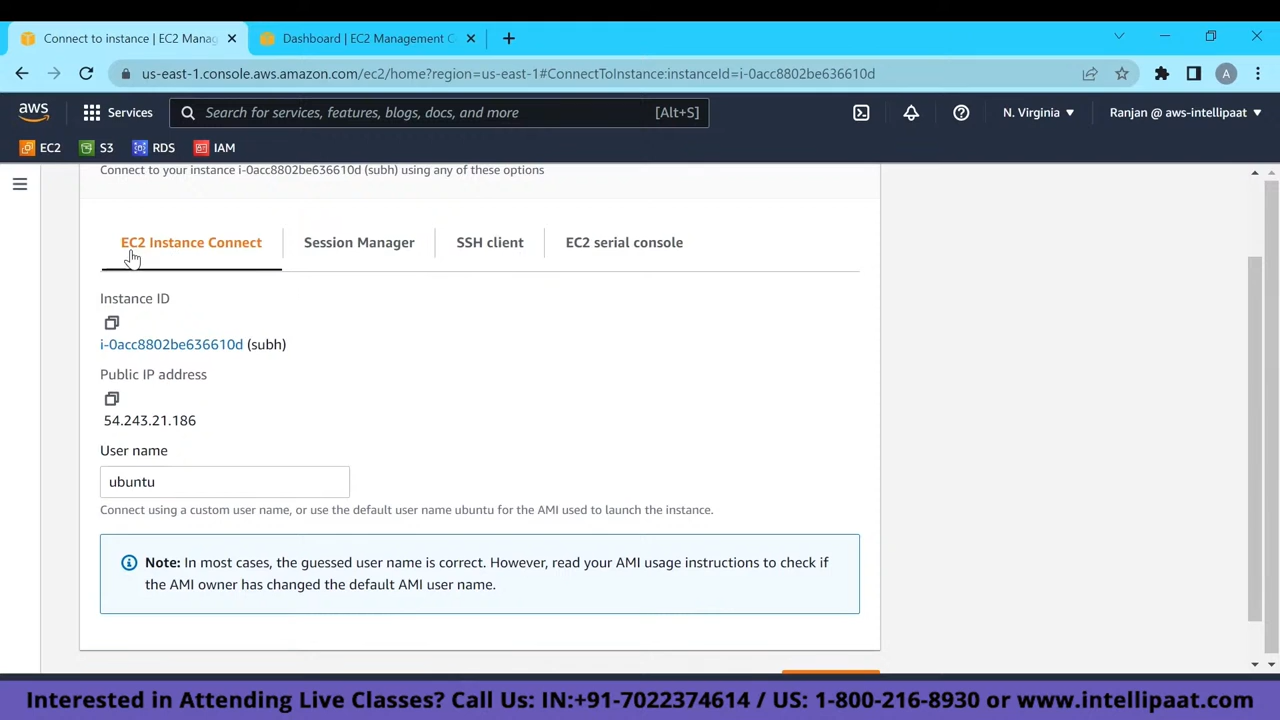 Connect to instance | EC2 Manag
Dashboard | EC2 Management C
us-east-1.console.aws.amazon.com/ec2/home?region=us-east-1#ConnectToInstance:instanceId=i-0acc8802be636610d
A
aws
Services
Search for services, features, blogs, docs, and more
[Alt+S]
N. Virginia
Ranjan @ aws-intellipaat
EC2
S3
RDS
IAM
Connect to your instance i-0acc8802be636610d (subh) using any of these options
EC2 Instance Connect
Session Manager
SSH client
EC2 serial console
Instance ID
i-0acc8802be636610d (subh)
Public IP address
54.243.21.186
User name
ubuntu
Connect using a custom user name, or use the default user name ubuntu for the AMI used to launch the instance.
Note: In most cases, the guessed user name is correct. However, read your AMI usage instructions to check if
the AMI owner has changed the default AMI user name.
Interested in Attending Live Classes? Call Us: IN:+91-7022374614 / US: 1-800-216-8930 or www.intellipaat.com